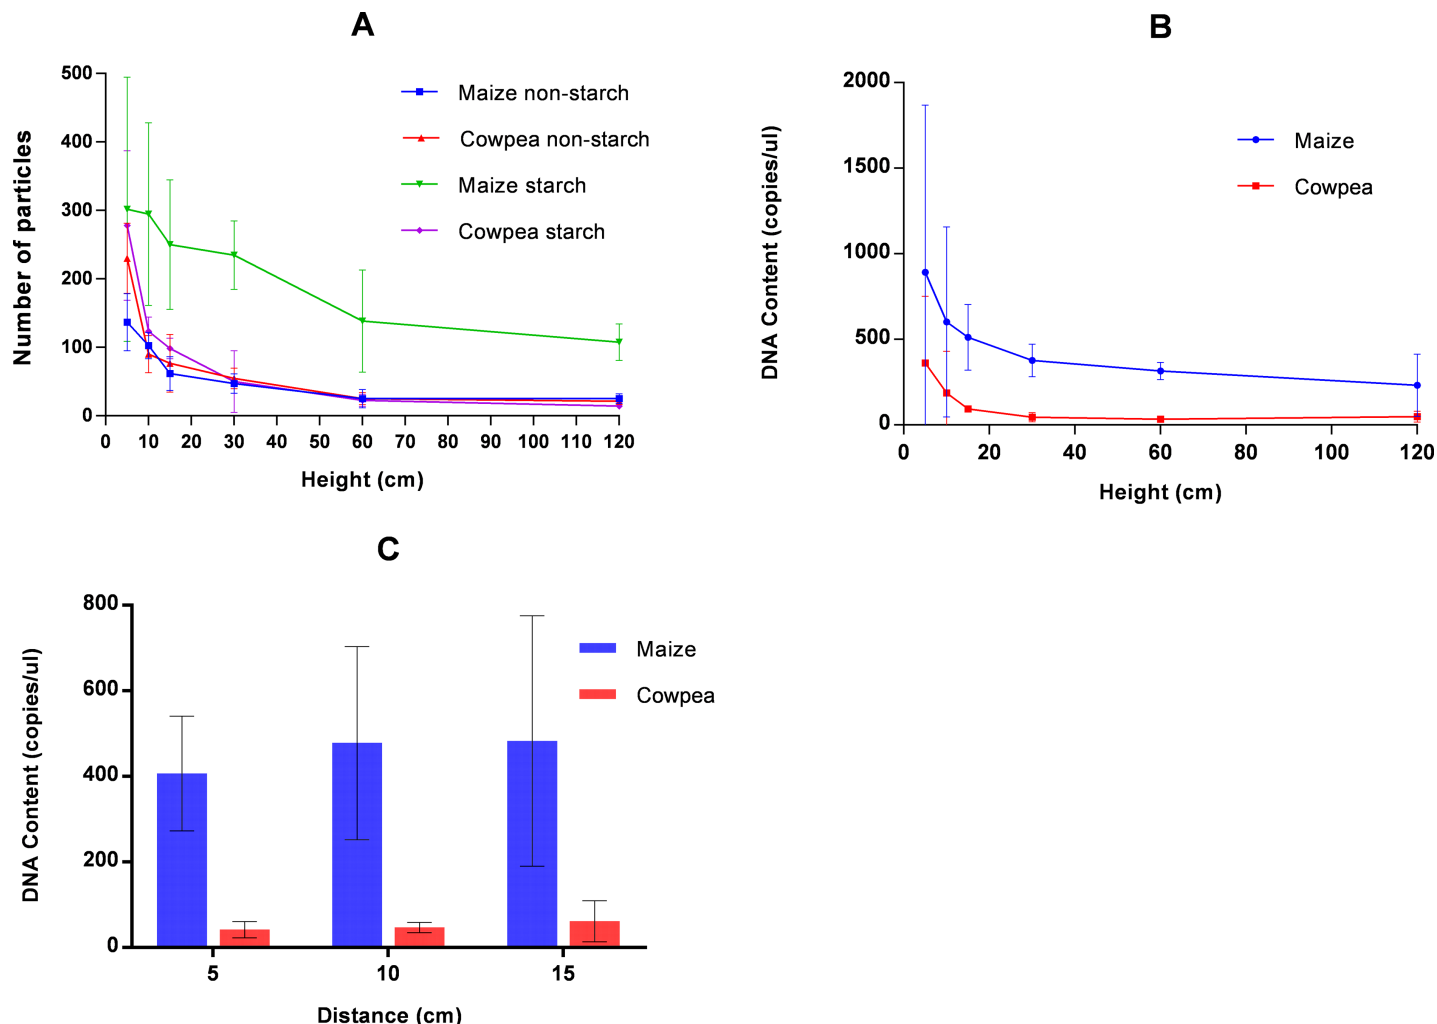 A
Number of particles
500
400
300
200
100
0
0 10 20 30 40 50 60 70 80 90 100 110 120
Height (cm)
Maize non-starch
Cowpea non-starch
Maize starch
Cowpea starch
B
DNA Content (copies/ul)
2000
1500
1000
500
0
0 20 40 60 80 100 120
Height (cm)
Maize
Cowpea
C
DNA Content (copies/ul)
800
600
400
200
0
5 10 15
Distance (cm)
Maize
Cowpea